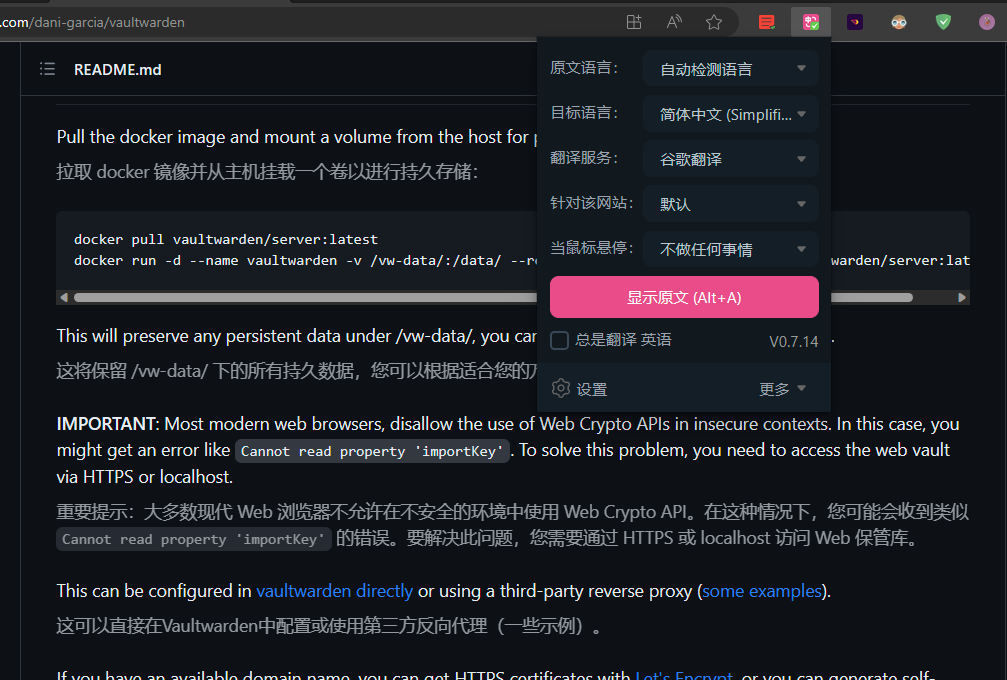 .com/dani-garcia/vaultwarden
README.md
Pull the docker image and mount a volume from the host for
拉取 docker 镜像并从主机挂载一个卷以进行持久存储：
docker pull vaultwarden/server:latest
docker run -d --name vaultwarden -v /vw-data/:/data/ warden/server:lat
This will preserve any persistent data under /vw-data/, you can .
这将保留 /vw-data/ 下的所有持久数据，您可以根据适合您的
IMPORTANT: Most modern web browsers, disallow the use of Web Crypto APIs in insecure contexts. In this case, you
might get an error like Cannot read property 'importKey'. To solve this problem, you need to access the web vault
via HTTPS or localhost.
重要提示：大多数现代 Web 浏览器不允许在不安全的环境中使用 Web Crypto API。在这种情况下，您可能会收到类似
Cannot read property 'importKey' 的错误。要解决此问题，您需要通过 HTTPS 或 localhost 访问 Web 保管库。
This can be configured in vaultwarden directly or using a third-party reverse proxy (some examples).
这可以直接在Vaultwarden中配置或使用第三方反向代理（一些示例）。
If you have an available domain name, you can get HTTPS certificates with Let's Encrypt, or you can generate self-
原文语言： 自动检测语言
目标语言： 简体中文 (Simplifi...
翻译服务： 谷歌翻译
针对该网站： 默认
当鼠标悬停： 不做任何事情
显示原文 (Alt+A)
总是翻译 英语 V0.7.14
设置 更多